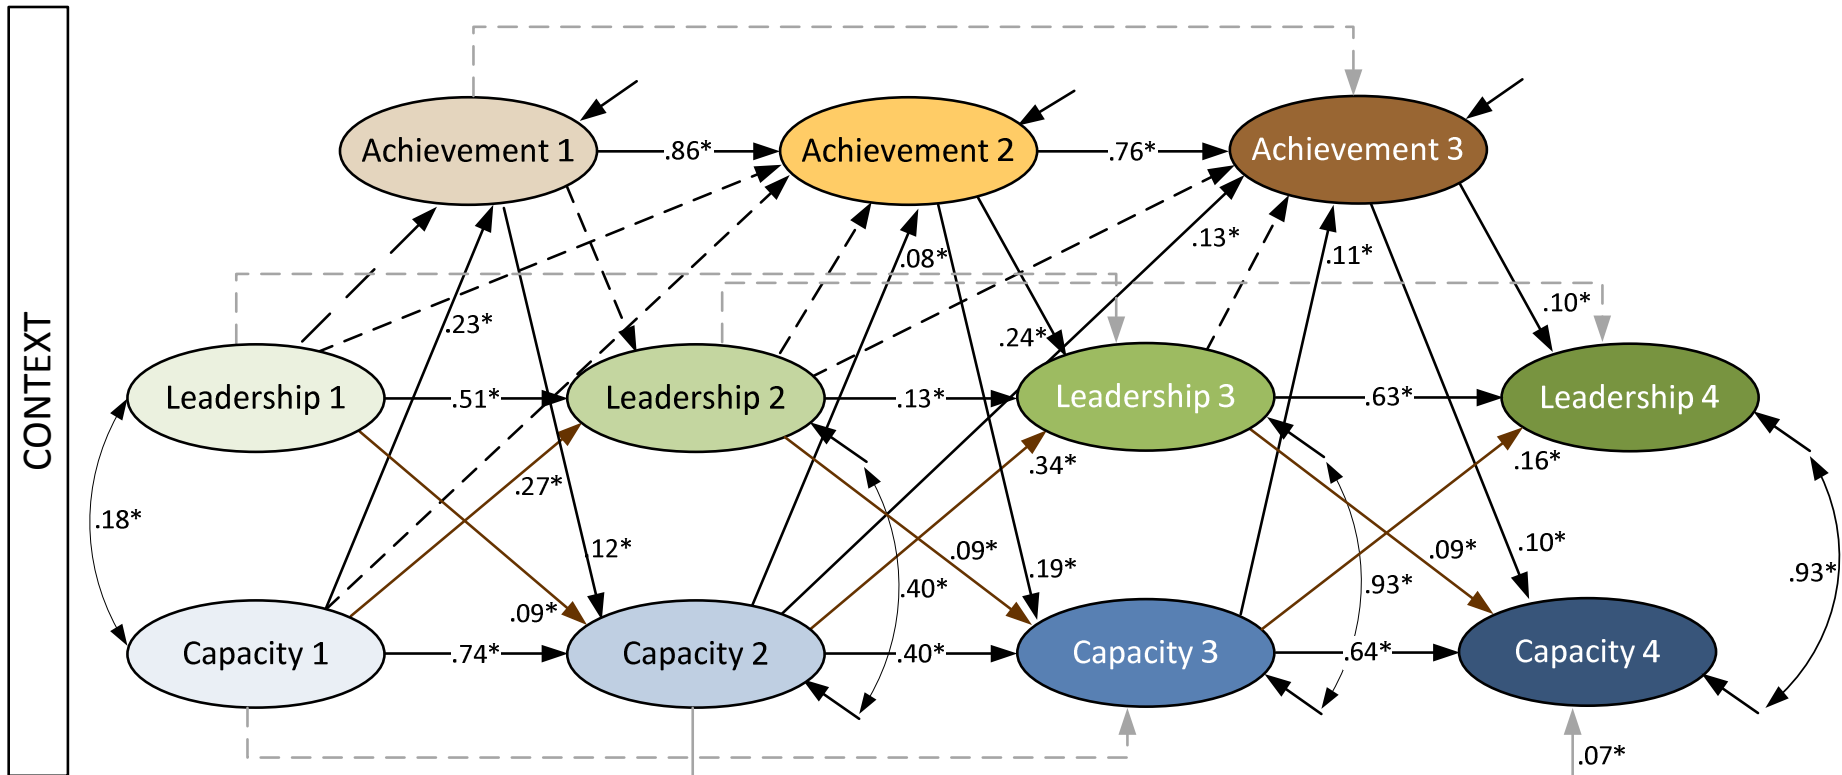 CONTEXT
Achievement 1
.86*
Achievement 2
.76*
Achievement 3
.23*
.08*
.13*
.11*
.24*
.10*
Leadership 1
.51*
Leadership 2
.13*
Leadership 3
.63*
Leadership 4
.18*
.27*
.34*
.16*
.12*
.09*
.09*
.40*
.19*
.93*
.09*
.10*
.93*
Capacity 1
.74*
Capacity 2
.40*
Capacity 3
.64*
Capacity 4
.07*